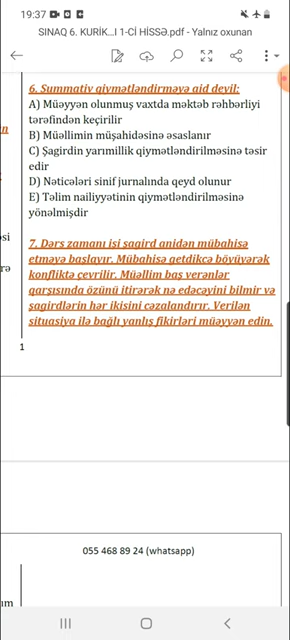 19:37
SINAQ 6. KURİK...I 1-Cİ HİSSƏ.pdf - Yalnız oxunan
6. Summativ qiymətləndirməyə aid deyil:
A) Müəyyən olunmuş vaxtda məktəb rəhbərliyi
tərəfindən keçirilir
B) Müəllimin müşahidəsinə əsaslanır
C) Şagirdin yarımillik qiymətləndirilməsinə təsir
edir
D) Nəticələri sinif jurnalında qeyd olunur
E) Təlim nailiyyətinin qiymətləndirilməsinə
yönəlmişdir
7. Dərs zamanı isi şagird anidən mübahisə
etməyə başlayır. Mübahisə getdikcə böyüyərək
konfliktə çevrilir. Müəllim baş verənlər
qarşısında özünü itirərək nə edəcəyini bilmir və
şagirdlərin hər ikisini cəzalandırır. Verilən
situasiya ilə bağlı yanlış fikirləri müəyyən edin.
1
055 468 89 24 (whatsapp)